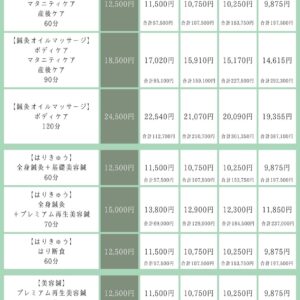 マタニティケア
産後ケア
60分
12,500円 11,500円 10,750円 10,250円 9,875円
合計57,500円 合計107,500円 合計153,750円 合計197,500円
【鍼灸オイルマッサージ】
ボディケア
マタニティケア
産後ケア
90分
18,500円 17,020円 15,910円 15,170円 14,615円
合計85,100円 合計159,100円 合計227,550円 合計292,300円
【鍼灸オイルマッサージ】
ボディケア
120分
24,500円 22,540円 21,070円 20,090円 19,355円
合計112,700円 合計210,700円 合計301,350円 合計387,100円
【はりきゅう】
全身鍼灸＋基礎美容鍼
60分
12,500円 11,500円 10,750円 10,250円 9,875円
合計57,500円 合計107,500円 合計153,750円 合計197,500円
【はりきゅう】
全身鍼灸
＋プレミアム再生美容鍼
70分
15,000円 13,800円 12,900円 12,300円 11,850円
合計69,000円 合計129,000円 合計184,500円 合計237,000円
【はりきゅう】
はり断食
60分
12,500円 11,500円 10,750円 10,250円 9,875円
合計57,500円 合計107,500円 合計153,750円 合計197,500円
【美容鍼】
プレミアム再生美容鍼
12,500円 11,500円 10,750円 10,250円 9,875円